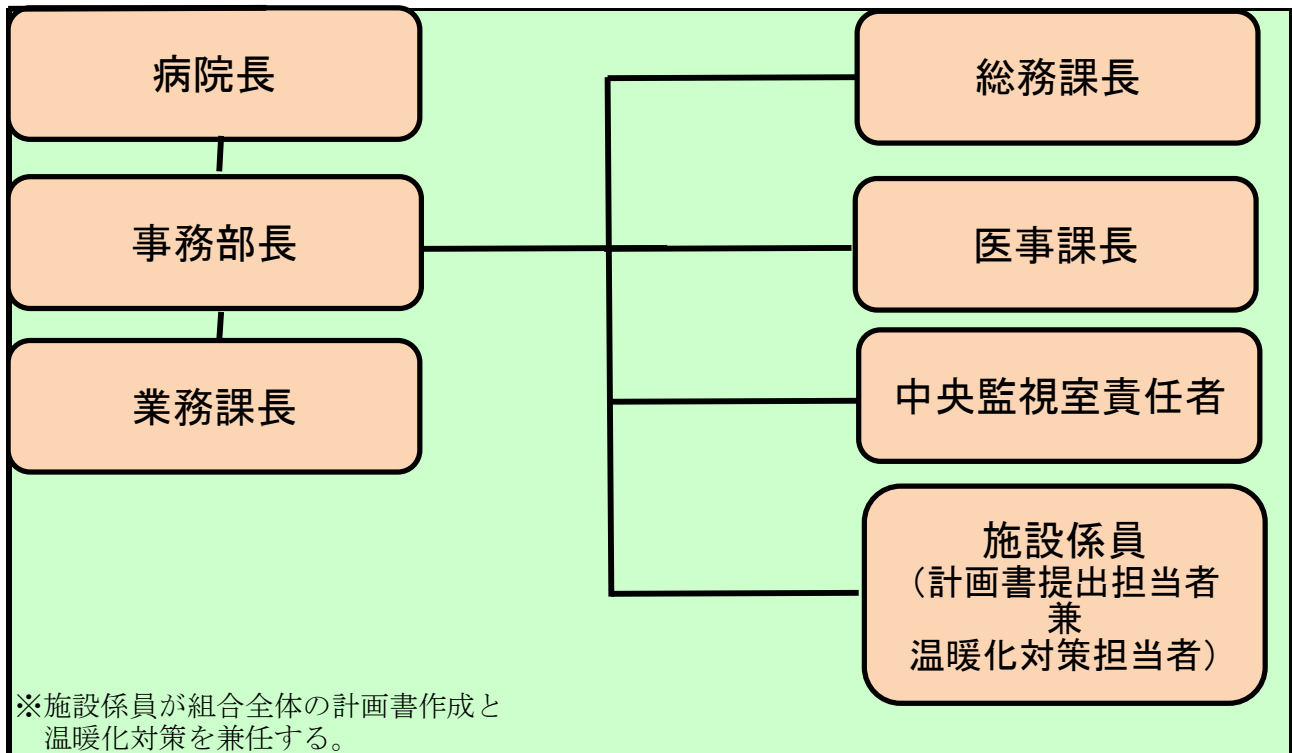 病院長
事務部長
業務課長
総務課長
医事課長
中央監視室責任者
施設係員
（計画書提出担当者
兼
温暖化対策担当者）
※施設係員が組合全体の計画書作成と
温暖化対策を兼任する。